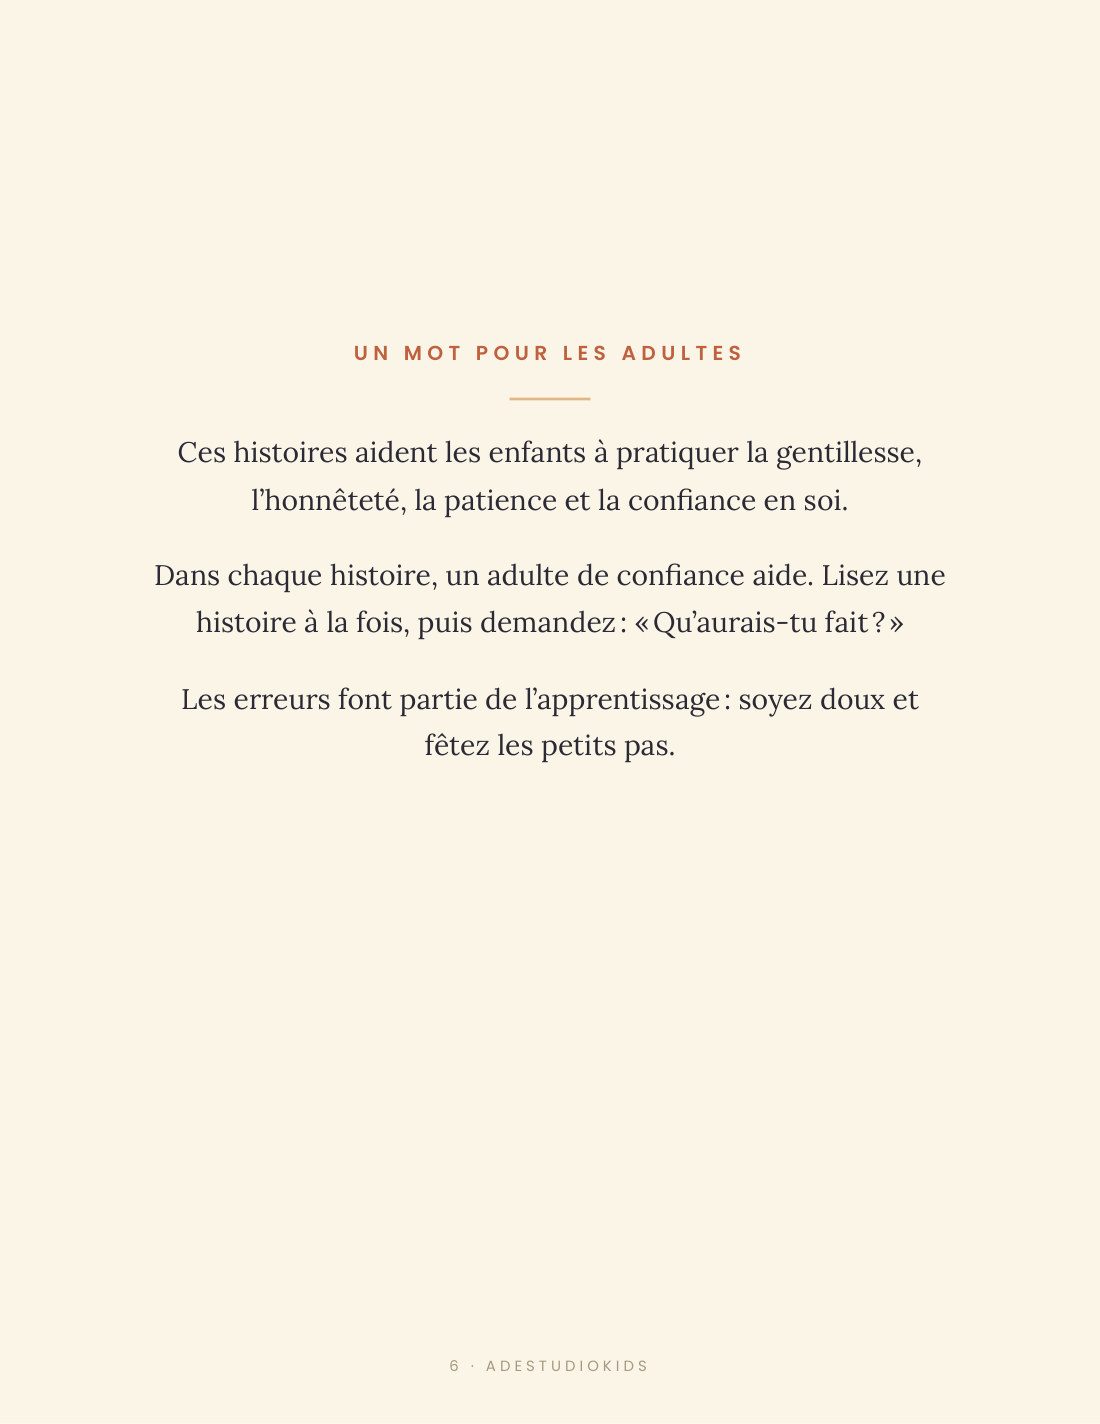 UN MOT POUR LES ADULTES
Ces histoires aident les enfants à pratiquer la gentillesse,
l’honnêteté, la patience et la confiance en soi.
Dans chaque histoire, un adulte de confiance aide. Lisez une
histoire à la fois, puis demandez : « Qu’aurais-tu fait ? »
Les erreurs font partie de l’apprentissage : soyez doux et
fêtez les petits pas.
6 · ADESTUDIOKIDS